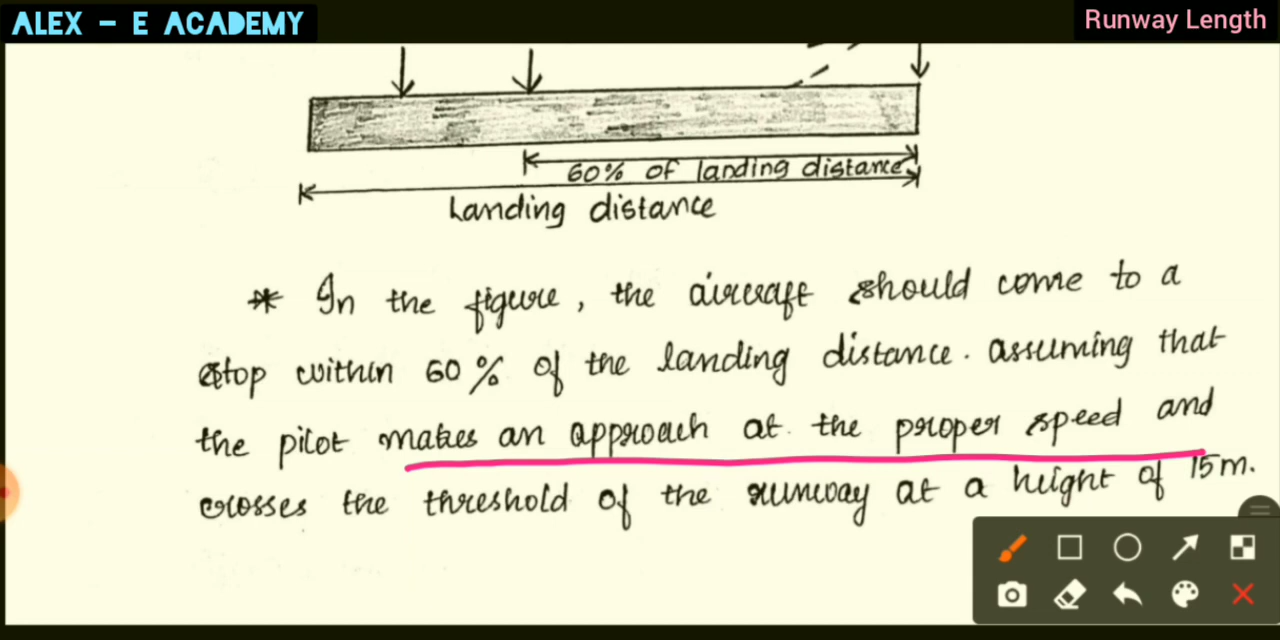 ALEX - E ACADEMY
Runway Length
60% of landing distance
Landing distance
* In the figure, the aircraft should come to a
stop within 60% of the landing distance. assuming that
the pilot makes an approach at the proper speed and
crosses the threshold of the runway at a height of 15m.